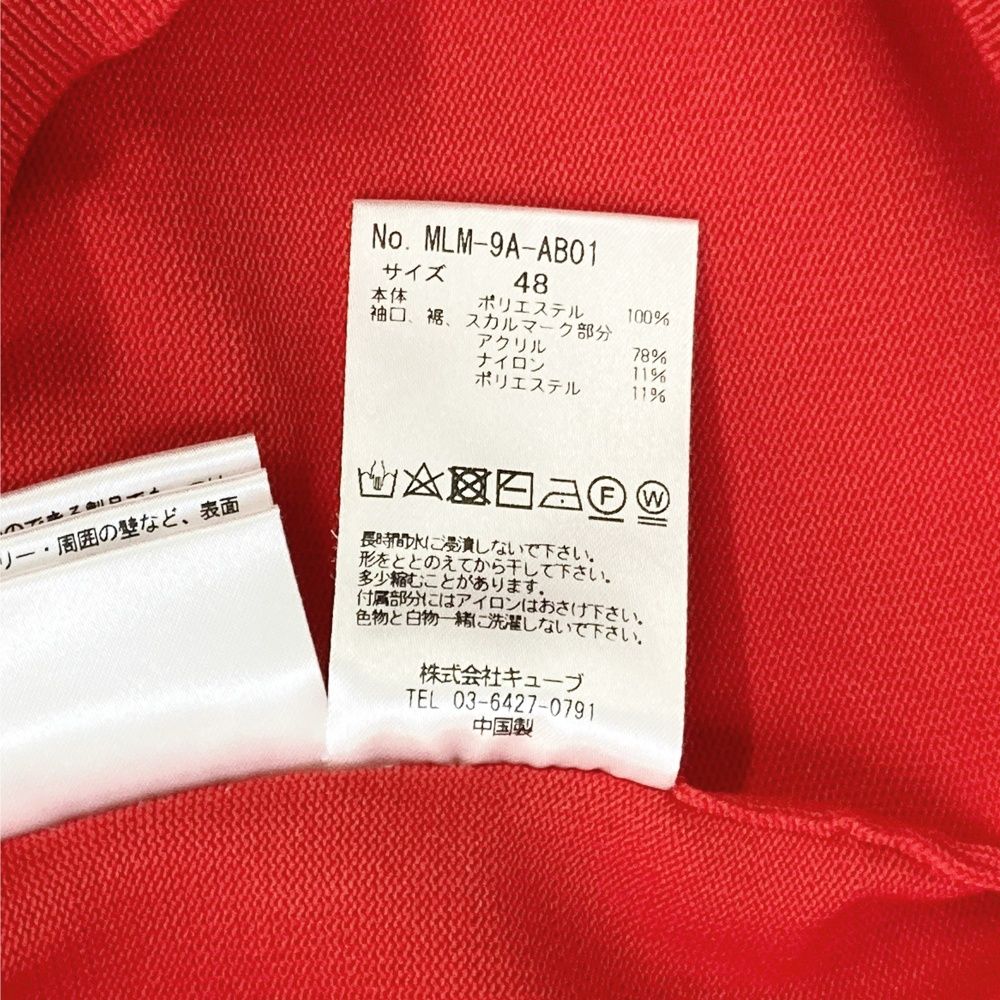 No. MLM-9A-AB01
サイズ 48
本体 ポリエステル 100%
袖口、裾、スカルマーク部分
アクリル 78%
ナイロン 11%
ポリエステル 11%
F W
長時間水に浸漬しないで下さい。
形をととのえてから干して下さい。
多少縮むことがあります。
付属部分にはアイロンはおさけ下さい。
色物と白物一緒に洗濯しないで下さい。
株式会社キューブ
TEL 03-6427-0791
中国製
リー・周囲の壁など、表面